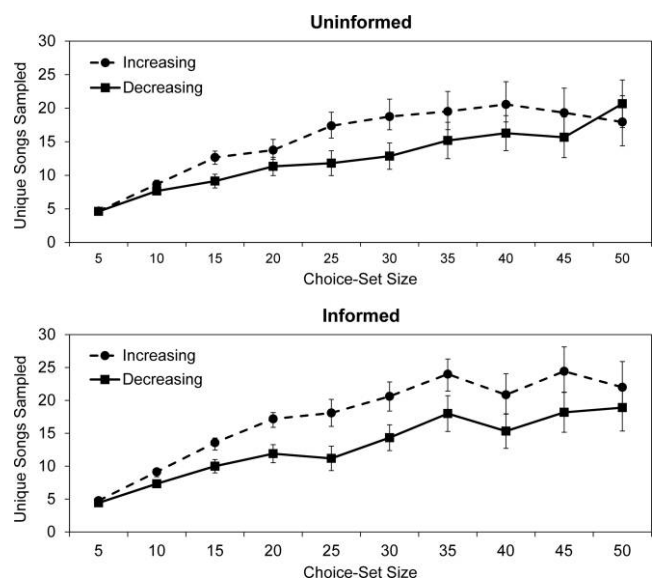 Uninformed
30
25
20
15
10
5
0
Unique Songs Sampled
Increasing
Decreasing
5 10 15 20 25 30 35 40 45 50
Choice-Set Size
Informed
30
25
20
15
10
5
0
Unique Songs Sampled
Increasing
Decreasing
5 10 15 20 25 30 35 40 45 50
Choice-Set Size